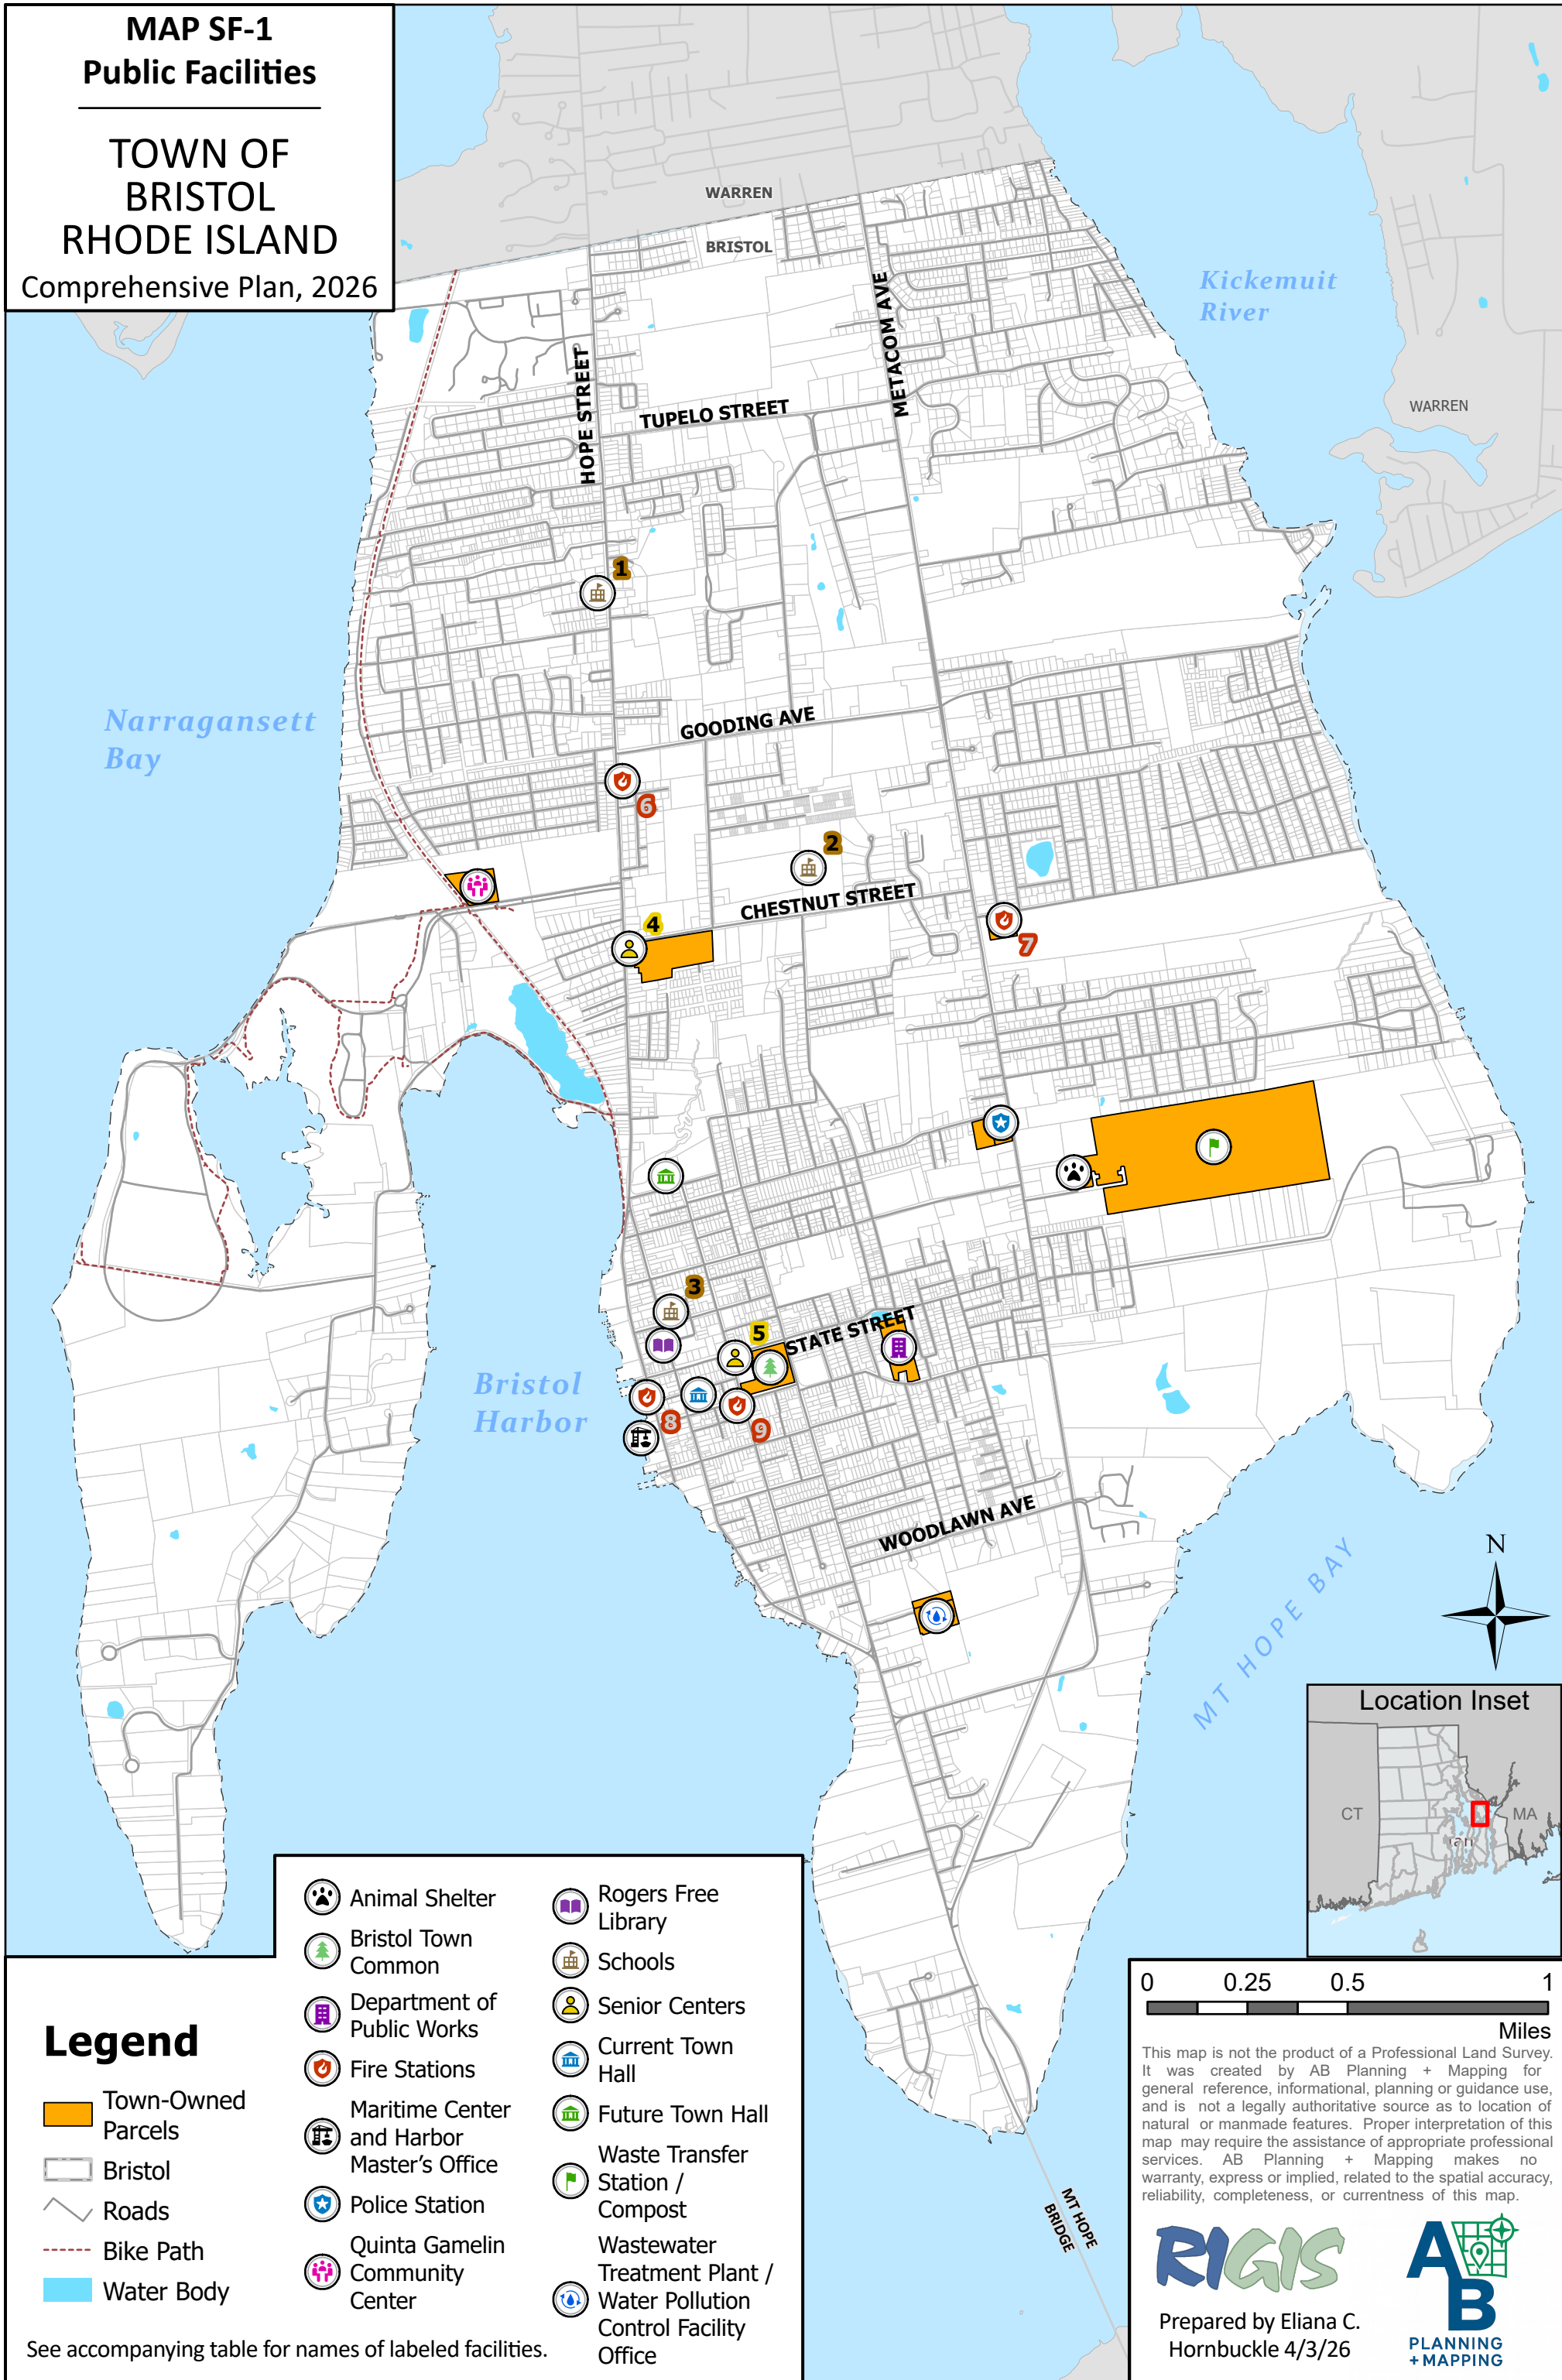 MAP SF-1
Public Facilities
TOWN OF
BRISTOL
RHODE ISLAND
Comprehensive Plan, 2026
WARREN
BRISTOL
Kickemuit
River
WARREN
HOPE STREET
METACOM AVE
TUPELO STREET
1
Narragansett
Bay
GOODING AVE
6
2
CHESTNUT STREET
4
7
3
5
STATE STREET
Bristol
Harbor
8
9
WOODLAWN AVE
MT HOPE BAY
N
Location Inset
CT
MA
MT HOPE
BRIDGE
Legend
Town-Owned
Parcels
Bristol
Roads
Bike Path
Water Body
Animal Shelter
Bristol Town
Common
Department of
Public Works
Fire Stations
Maritime Center
and Harbor
Master's Office
Police Station
Quinta Gamelin
Community
Center
Rogers Free
Library
Schools
Senior Centers
Current Town
Hall
Future Town Hall
Waste Transfer
Station /
Compost
Wastewater
Treatment Plant /
Water Pollution
Control Facility
Office
See accompanying table for names of labeled facilities.
0 0.25 0.5 1
Miles
This map is not the product of a Professional Land Survey.
It was created by AB Planning + Mapping for
general reference, informational, planning or guidance use,
and is not a legally authoritative source as to location of
natural or manmade features. Proper interpretation of this
map may require the assistance of appropriate professional
services. AB Planning + Mapping makes no
warranty, express or implied, related to the spatial accuracy,
reliability, completeness, or currentness of this map.
RIGIS
Prepared by Eliana C.
Hornbuckle 4/3/26
AB
PLANNING
+MAPPING